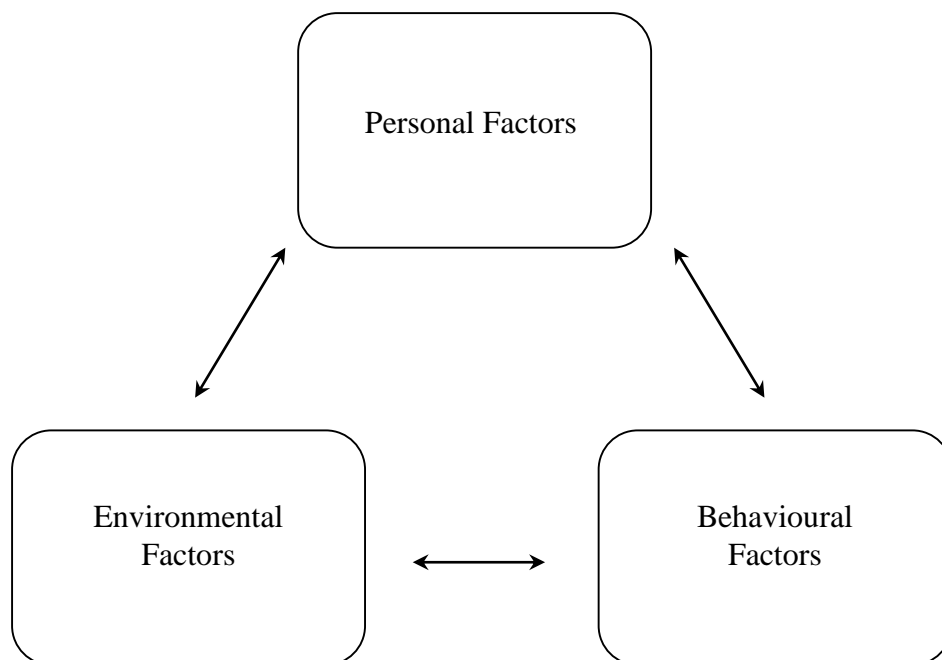 Personal Factors
Environmental
Factors
Behavioural
Factors